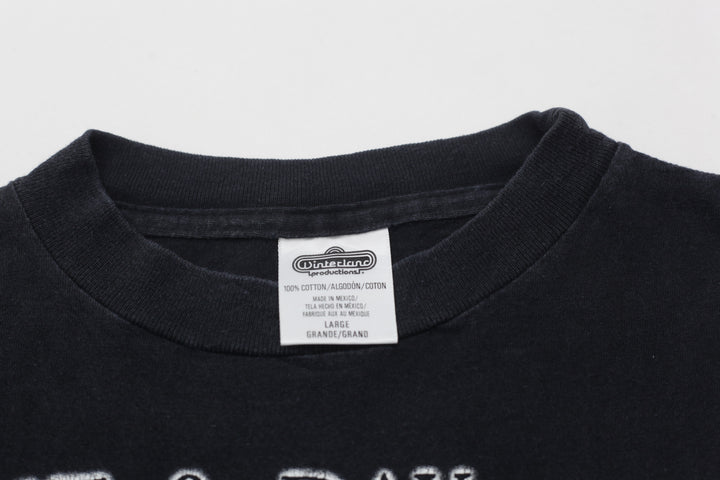 Winterland
productions.
100% COTTON/ALGODÓN/COTON
MADE IN MEXICO/
TELA HECHO EN MÉXICO/
FABRIQUE AUX AU MEXIQUE
LARGE
GRANDE/GRAND